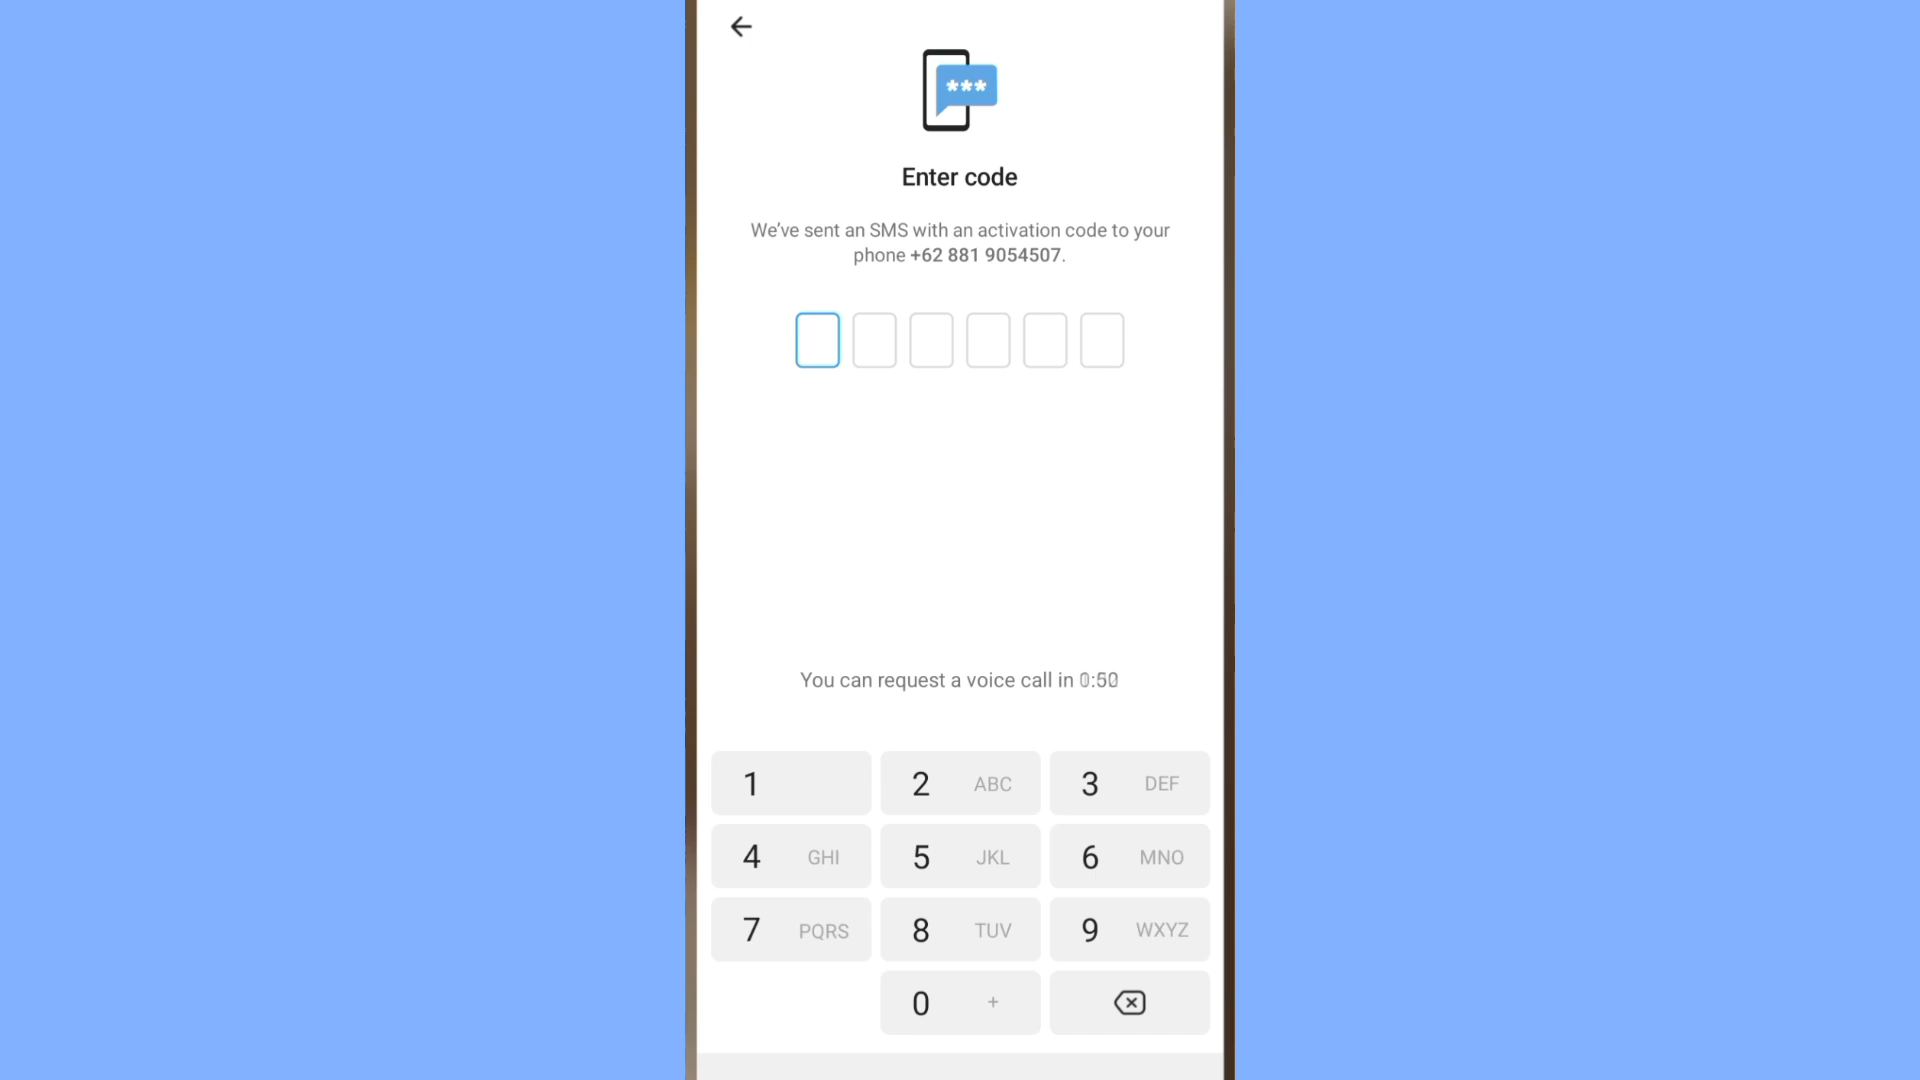 ***
Enter code
We've sent an SMS with an activation code to your
phone +62 881 9054507.
You can request a voice call in 0:50
1
2 ABC
3 DEF
4 GHI
5 JKL
6 MNO
7 PQRS
8 TUV
9 WXYZ
0 +